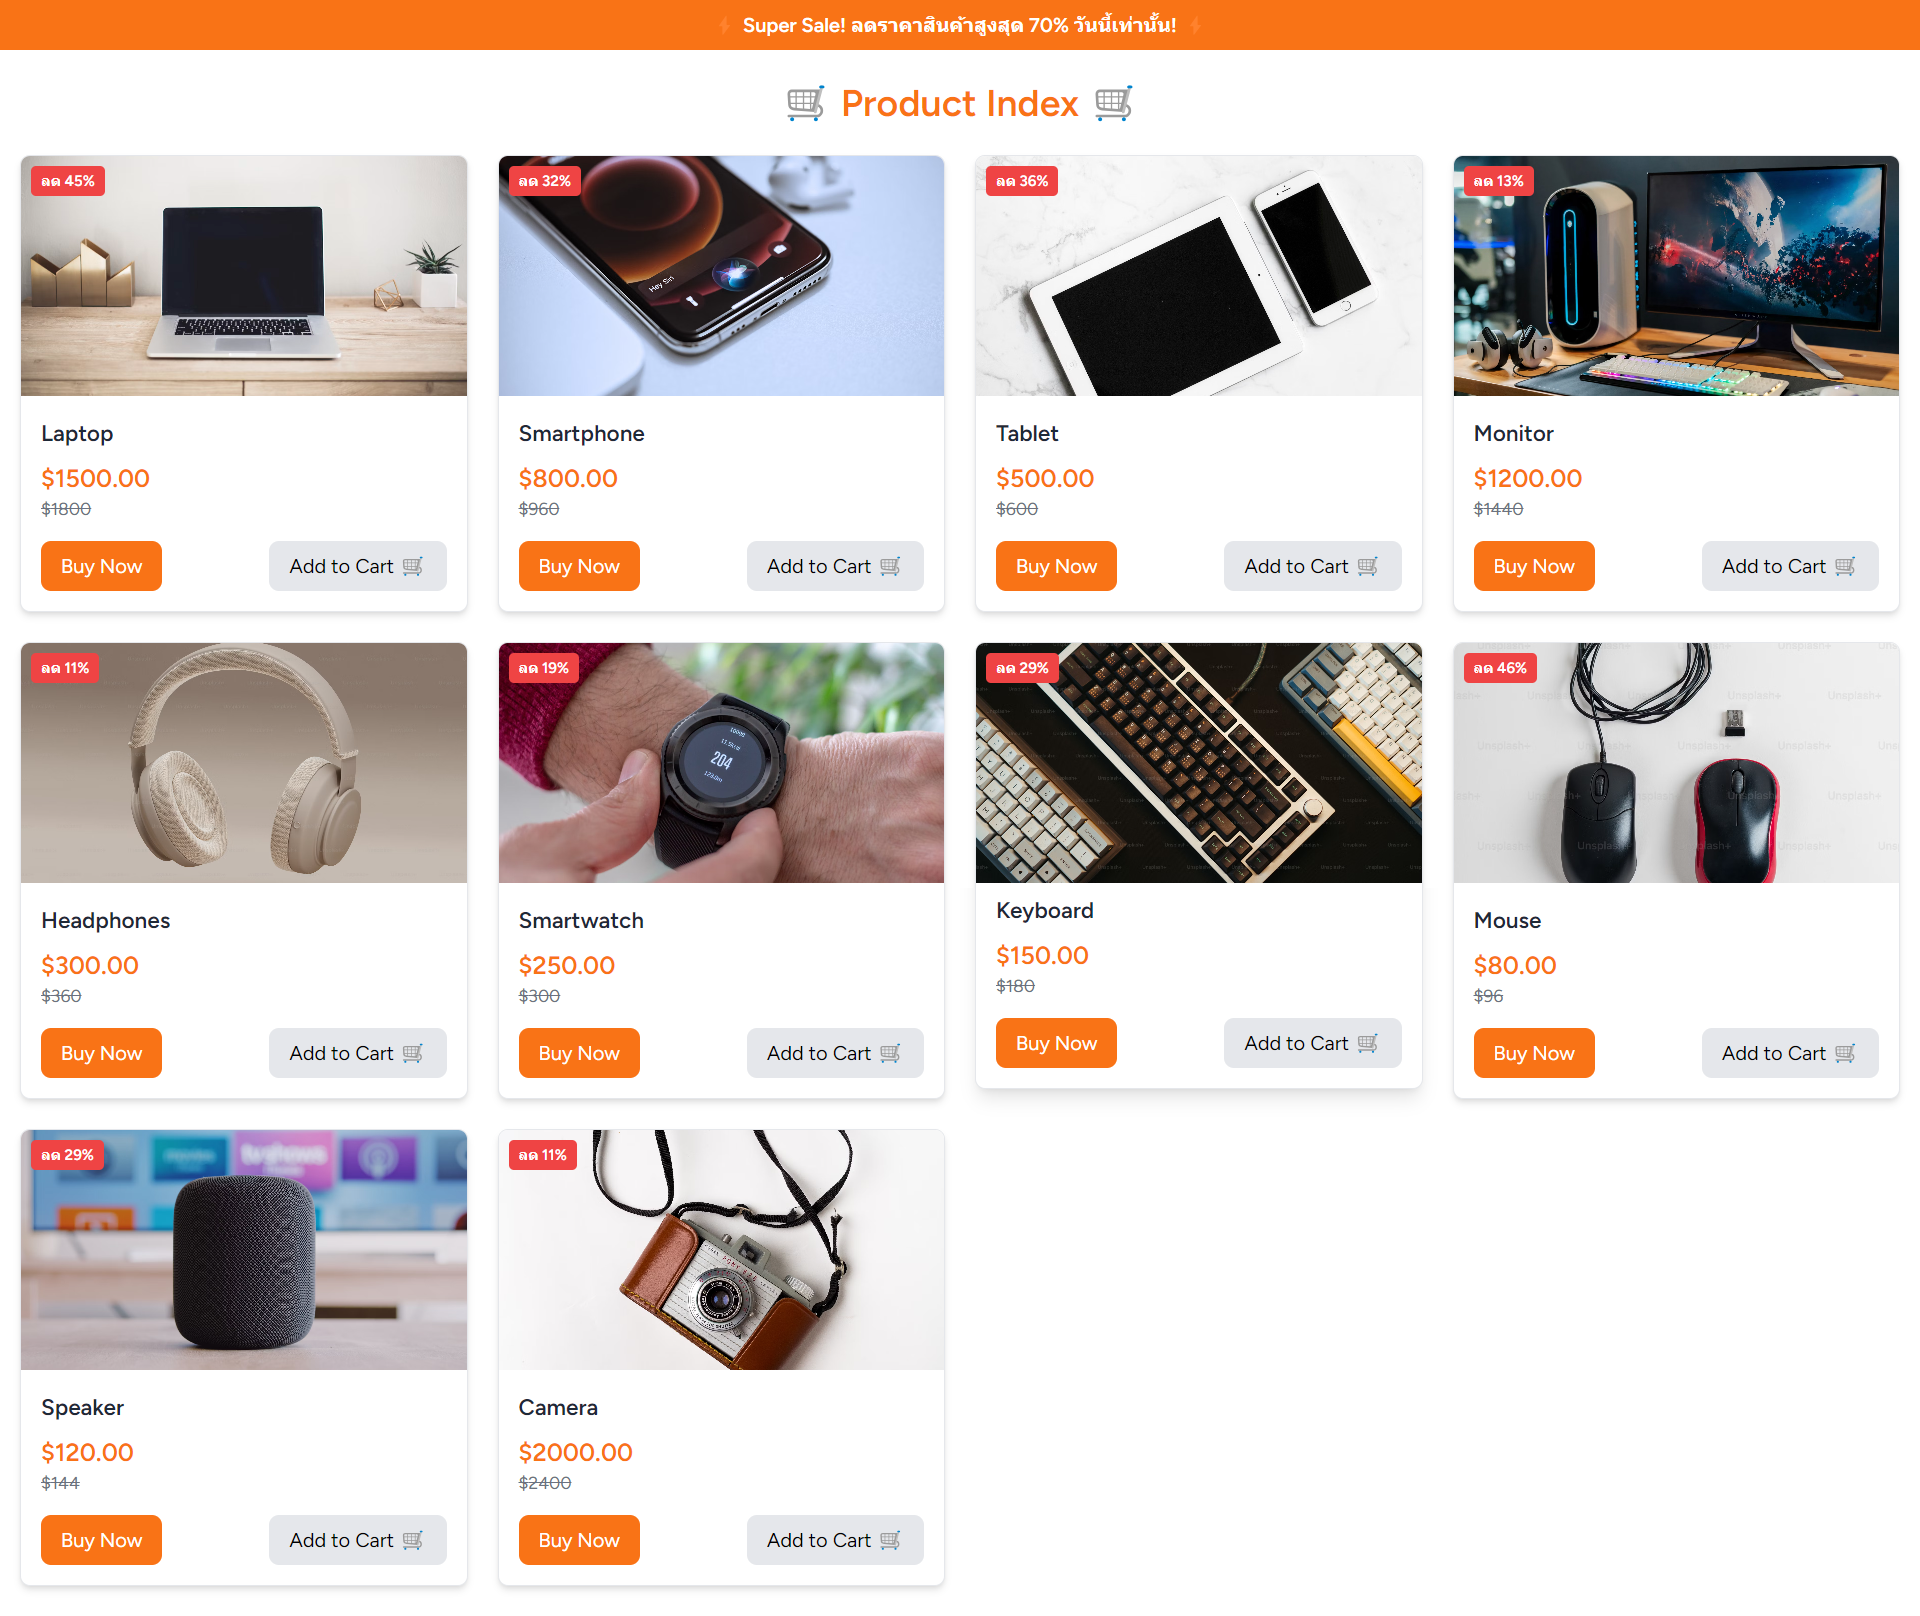 Super Sale! ลดราคาสินค้าสูงสุด 70% วันนี้เท่านั้น!
Product Index
ลด 45%
Hey Siri
Laptop
$1500.00
$1800
Buy Now
Add to Cart
ลด 32%
Smartphone
$800.00
$960
Buy Now
Add to Cart
ลด 36%
Tablet
$500.00
$600
Buy Now
Add to Cart
ลด 13%
Monitor
$1200.00
$1440
Buy Now
Add to Cart
ลด 11%
Headphones
$300.00
$360
Buy Now
Add to Cart
ลด 19%
204
Smartwatch
$250.00
$300
Buy Now
Add to Cart
ลด 29%
Keyboard
$150.00
$180
Buy Now
Add to Cart
ลด 46%
Unsplash+
Mouse
$80.00
$96
Buy Now
Add to Cart
ลด 29%
Speaker
$120.00
$144
Buy Now
Add to Cart
ลด 11%
Camera
$2000.00
$2400
Buy Now
Add to Cart